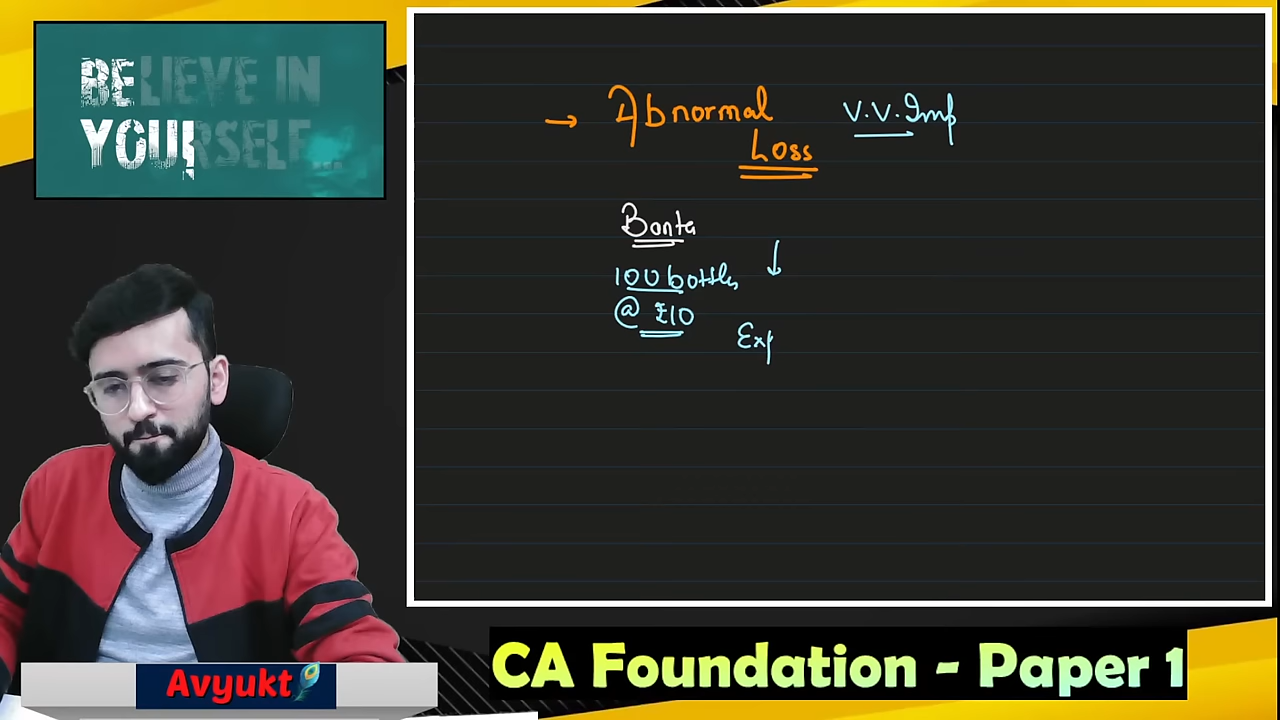 BELIEVE IN
YOURSELF...
→ Abnormal V.V.Imp
Loss
Banta
100 bottles
@ ₹10
Exp
Avyukt
CA Foundation - Paper 1